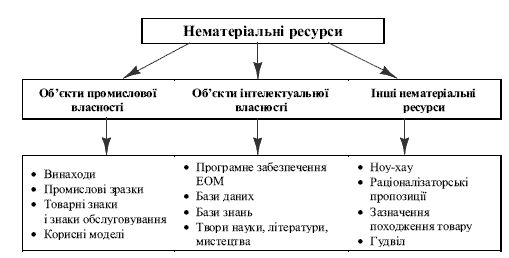 Нематеріальні ресурси
Об’єкти промислової
власності
Об’єкти інтелектуальної
власності
Інші нематеріальні
ресурси
• Винаходи
• Промислові зразки
• Товарні знаки
і знаки обслуговування
• Корисні моделі
• Програмне забезпечення
ЕОМ
• Бази даних
• Бази знань
• Твори науки, літератури,
мистецтва
• Ноу-хау
• Раціоналізаторські
пропозиції
• Зазначення
походження товару
• Гудвіл